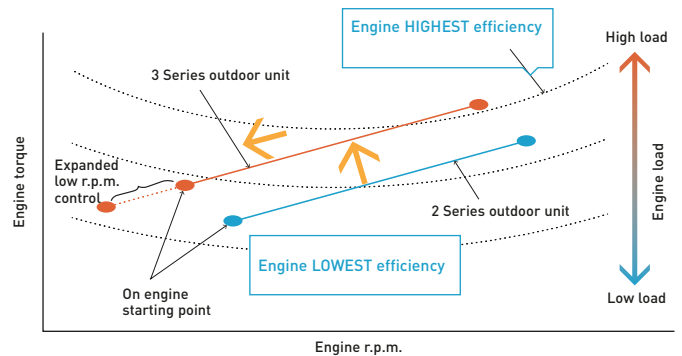 Engine HIGHEST efficiency
High load
3 Series outdoor unit
Engine torque
Expanded
low r.p.m.
control
Engine load
2 Series outdoor unit
Engine LOWEST efficiency
On engine
starting point
Low load
Engine r.p.m.